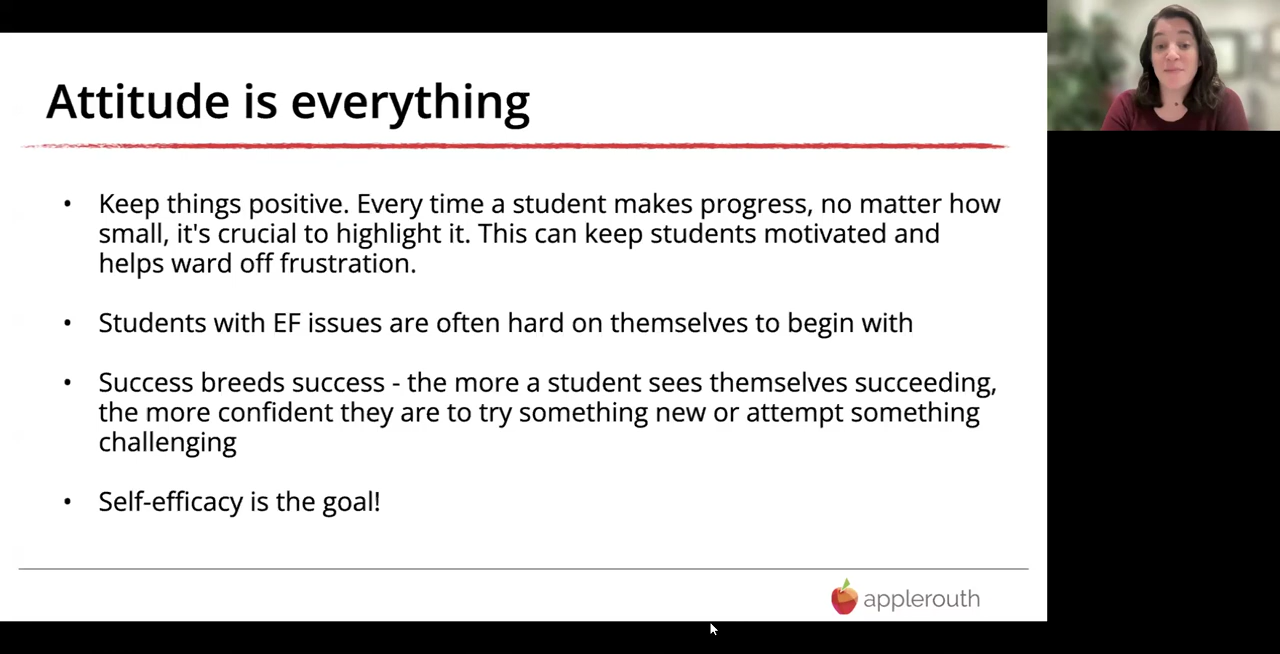 Attitude is everything
• Keep things positive. Every time a student makes progress, no matter how
small, it's crucial to highlight it. This can keep students motivated and
helps ward off frustration.
• Students with EF issues are often hard on themselves to begin with
• Success breeds success - the more a student sees themselves succeeding,
the more confident they are to try something new or attempt something
challenging
• Self-efficacy is the goal!
applerouth